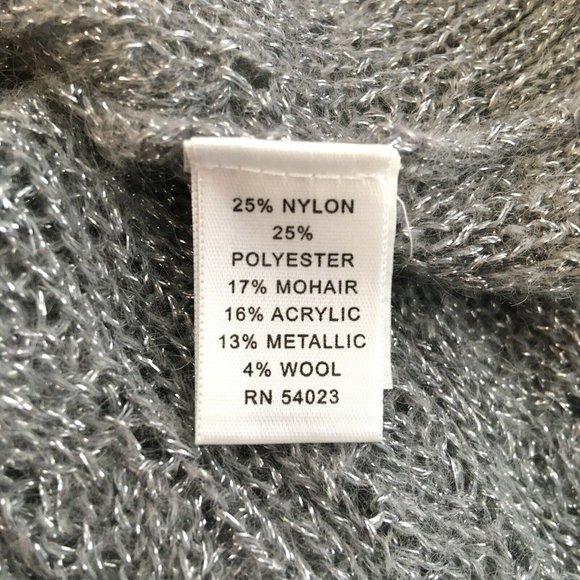 25% NYLON
25%
POLYESTER
17% MOHAIR
16% ACRYLIC
13% METALLIC
4% WOOL
RN 54023